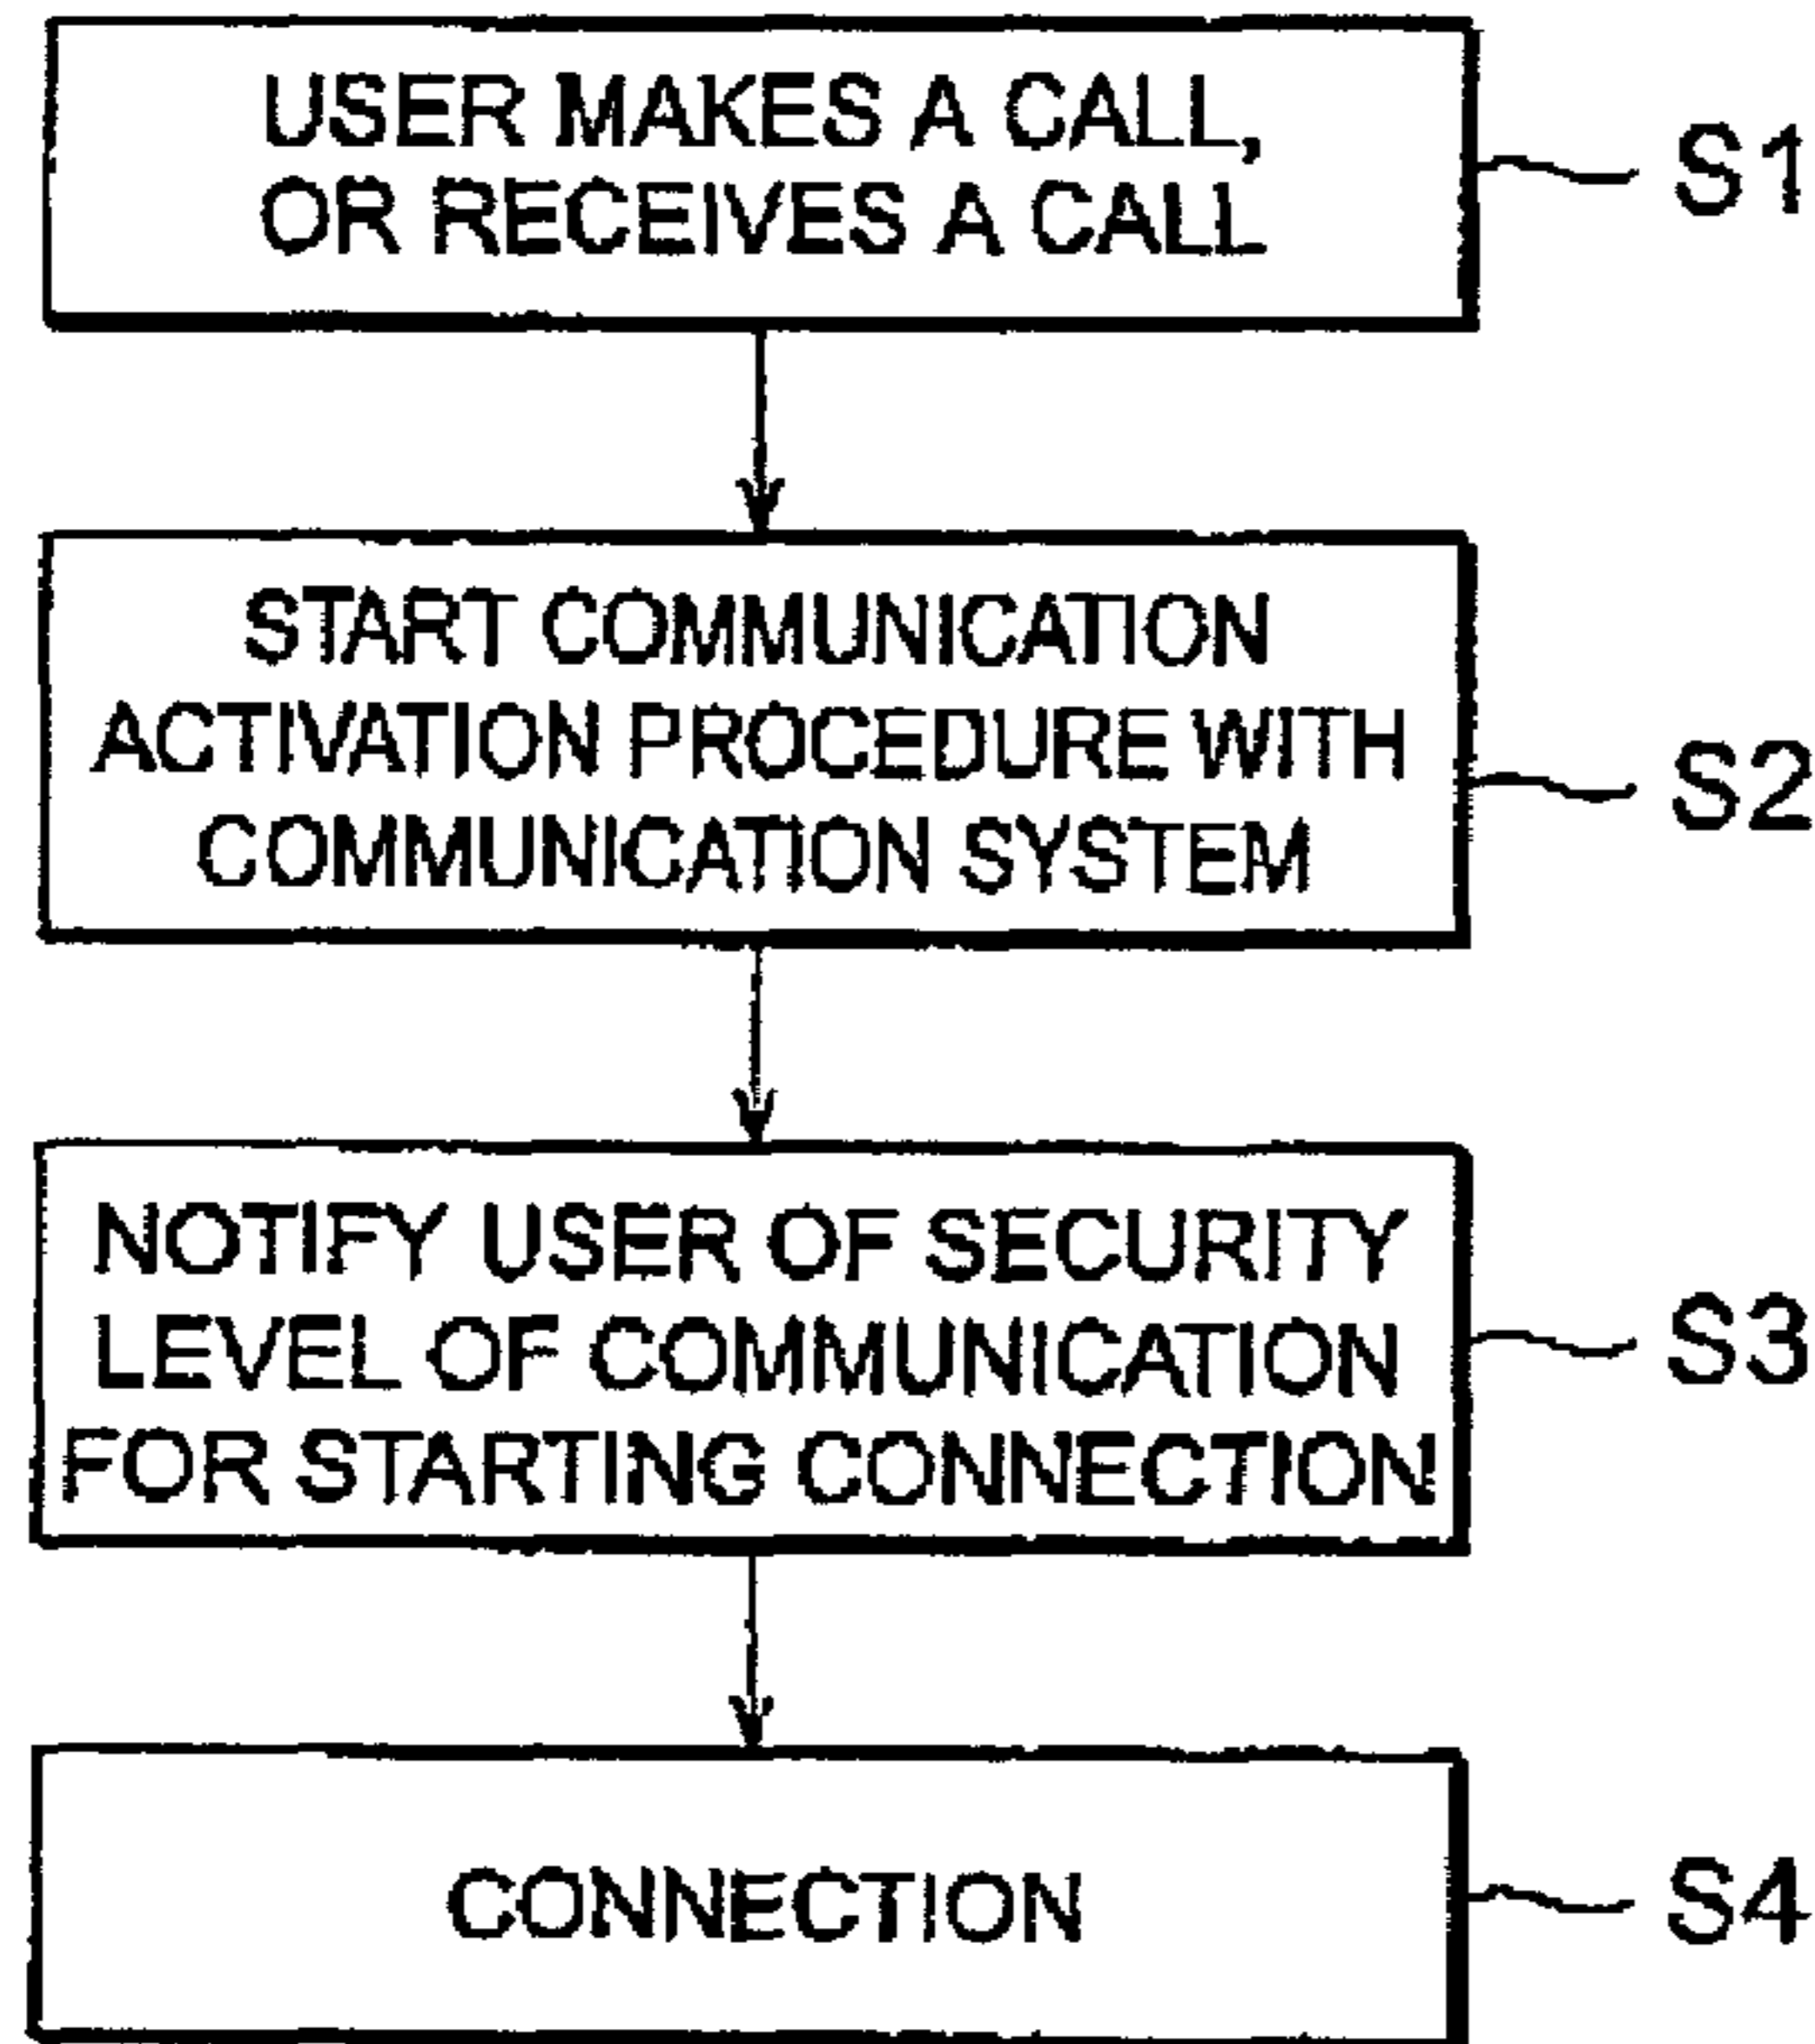 USER MAKES A CALL,
OR RECEIVES A CALL
S1
START COMMUNICATION
ACTIVATION PROCEDURE WITH
COMMUNICATION SYSTEM
S2
NOTIFY USER OF SECURITY
LEVEL OF COMMUNICATION
FOR STARTING CONNECTION
S3
CONNECTION
S4